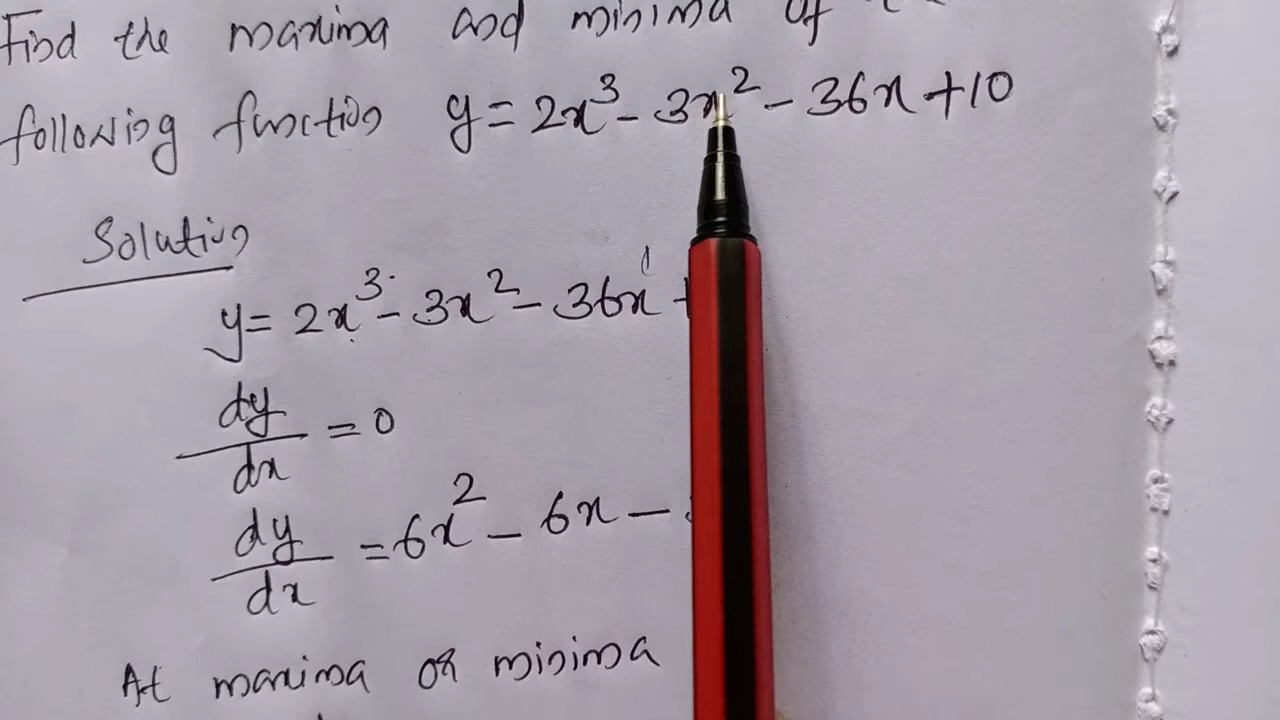 Find the maxima and minima of
following function y = 2x³ - 3x² - 36x + 10
Solution
y = 2x³ - 3x² - 36x¹ +
dy/dx = 0
dy/dx = 6x² - 6x -
At maxima or minima